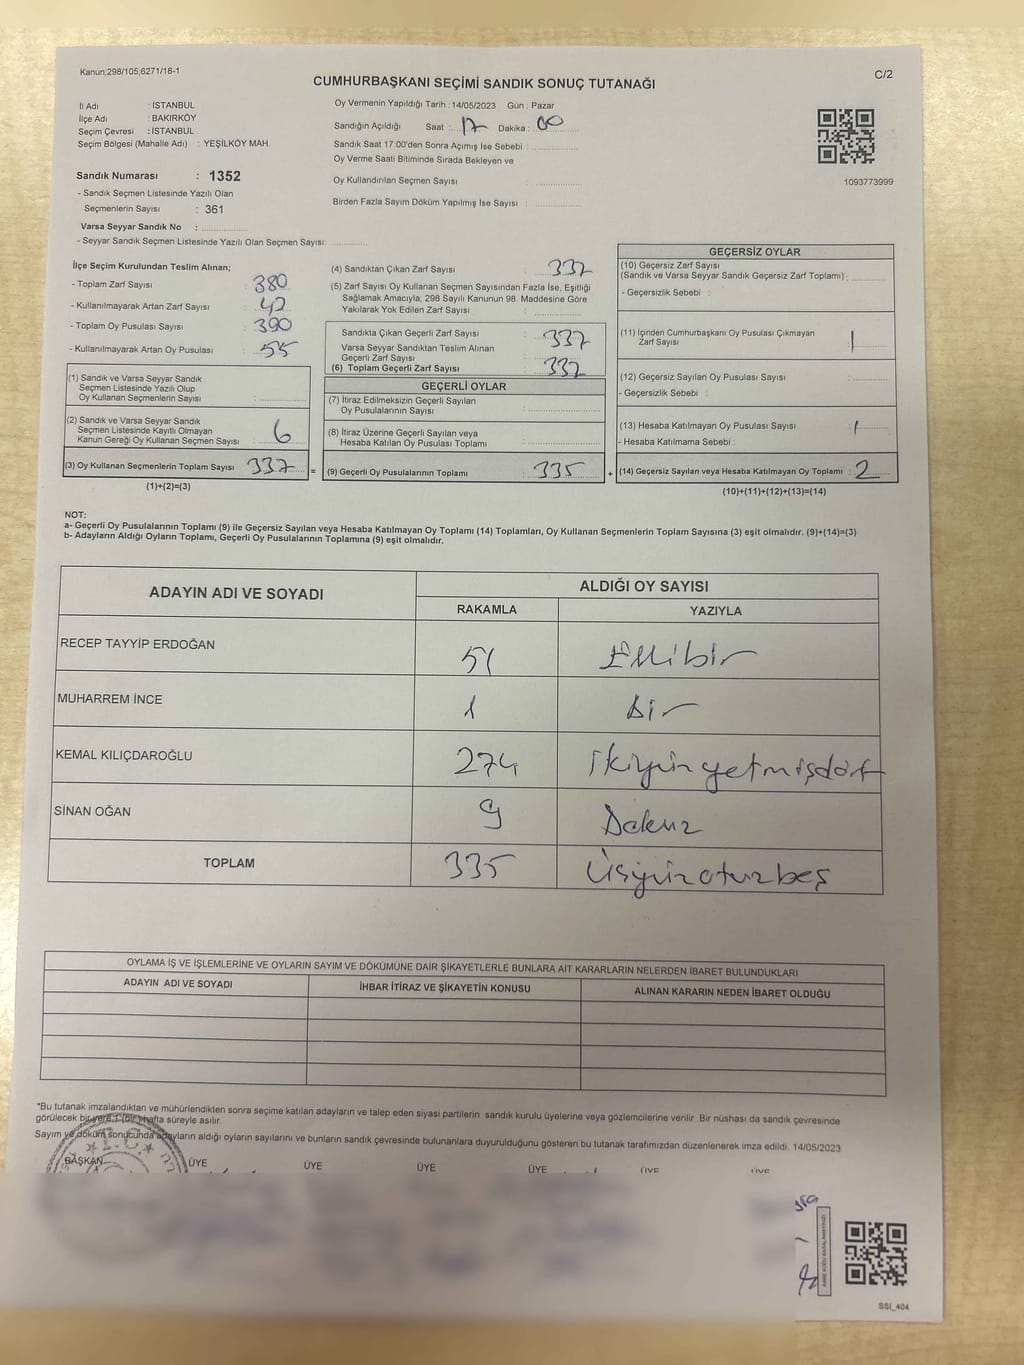 Kanun;298/105;6271/18-1
C/2
CUMHURBAŞKANI SEÇİMİ SANDIK SONUÇ TUTANAĞI
İl Adı : İSTANBUL
İlçe Adı : BAKIRKÖY
Seçim Çevresi : İSTANBUL
Seçim Bölgesi (Mahalle Adı) : YEŞİLKÖY MAH.
Sandık Numarası : 1352
- Sandık Seçmen Listesinde Yazılı Olan
Seçmenlerin Sayısı : 361
Varsa Seyyar Sandık No :
- Seyyar Sandık Seçmen Listesinde Yazılı Olan Seçmen Sayısı:
Oy Vermenin Yapıldığı Tarih : 14/05/2023 Gün : Pazar
Sandığın Açıldığı Saat : 17 Dakika : 00
Sandık Saat 17:00'den Sonra Açımış İse Sebebi :
Oy Verme Saati Bitiminde Sırada Bekleyen ve
Oy Kullandırılan Seçmen Sayısı :
Birden Fazla Sayım Döküm Yapılmış İse Sayısı :
1093773999
İlçe Seçim Kurulundan Teslim Alınan;
- Toplam Zarf Sayısı : 380
- Kullanılmayarak Artan Zarf Sayısı : 42
- Toplam Oy Pusulası Sayısı : 390
- Kullanılmayarak Artan Oy Pusulası : 55
(1) Sandık ve Varsa Seyyar Sandık
Seçmen Listesinde Yazılı Olup
Oy Kullanan Seçmenlerin Sayısı :
(2) Sandık ve Varsa Seyyar Sandık
Seçmen Listesinde Kayıtlı Olmayan
Kanun Gereği Oy Kullanan Seçmen Sayısı : 6
(3) Oy Kullanan Seçmenlerin Toplam Sayısı 337
(1)+(2)=(3)
(4) Sandıktan Çıkan Zarf Sayısı : 337
(5) Zarf Sayısı Oy Kullanan Seçmen Sayısından Fazla İse, Eşitliği
Sağlamak Amacıyla, 298 Sayılı Kanunun 98. Maddesine Göre
Yakılarak Yok Edilen Zarf Sayısı :
Sandıkta Çıkan Geçerli Zarf Sayısı : 337
Varsa Seyyar Sandıktan Teslim Alınan
Geçerli Zarf Sayısı :
(6) Toplam Geçerli Zarf Sayısı : 337
GEÇERLİ OYLAR
(7) İtiraz Edilmeksizin Geçerli Sayılan
Oy Pusulalarının Sayısı :
(8) İtiraz Üzerine Geçerli Sayılan veya
Hesaba Katılan Oy Pusulası Toplamı :
= (9) Geçerli Oy Pusulalarının Toplamı : 335
GEÇERSİZ OYLAR
(10) Geçersiz Zarf Sayısı
(Sandık ve Varsa Seyyar Sandık Geçersiz Zarf Toplamı) :
- Geçersizlik Sebebi :
(11) İçinden Cumhurbaşkanı Oy Pusulası Çıkmayan
Zarf Sayısı : 1
(12) Geçersiz Sayılan Oy Pusulası Sayısı :
- Geçersizlik Sebebi :
(13) Hesaba Katılmayan Oy Pusulası Sayısı : 1
- Hesaba Katılmama Sebebi :
+ (14) Geçersiz Sayılan veya Hesaba Katılmayan Oy Toplamı : 2
(10)+(11)+(12)+(13)=(14)
NOT:
a- Geçerli Oy Pusulalarının Toplamı (9) ile Geçersiz Sayılan veya Hesaba Katılmayan Oy Toplamı (14) Toplamları, Oy Kullanan Seçmenlerin Toplam Sayısına (3) eşit olmalıdır. (9)+(14)=(3)
b- Adayların Aldığı Oyların Toplamı, Geçerli Oy Pusulalarının Toplamına (9) eşit olmalıdır.
ADAYIN ADI VE SOYADI ALDIĞI OY SAYISI
RAKAMLA YAZIYLA
RECEP TAYYİP ERDOĞAN 51 Ellibir
MUHARREM İNCE 1 Bir
KEMAL KILIÇDAROĞLU 274 ikiyüzyetmişdört
SİNAN OĞAN 9 Dokuz
TOPLAM 335 Üçyüzotuzbeş
OYLAMA İŞ VE İŞLEMLERİNE VE OYLARIN SAYIM VE DÖKÜMÜNE DAİR ŞİKAYETLERLE BUNLARA AİT KARARLARIN NELERDEN İBARET BULUNDUKLARI
ADAYIN ADI VE SOYADI İHBAR İTİRAZ VE ŞİKAYETİN KONUSU ALINAN KARARIN NEDEN İBARET OLDUĞU
*Bu tutanak imzalandıktan ve mühürlendikten sonra seçime katılan adayların ve talep eden siyasi partilerin sandık kurulu üyelerine veya gözlemcilerine verilir. Bir nüshası da sandık çevresinde
görülecek bir yere 1 (bir) hafta süreyle asılır.
Sayım ve döküm sonucunda adayların aldığı oyların sayılarını ve bunların sandık çevresinde bulunanlara duyurulduğunu gösteren bu tutanak tarafımızdan düzenlenerek imza edildi. 14/05/2023
BAŞKAN ÜYE ÜYE ÜYE ÜYE ÜYE ÜYE
T.C.
SSİ_404